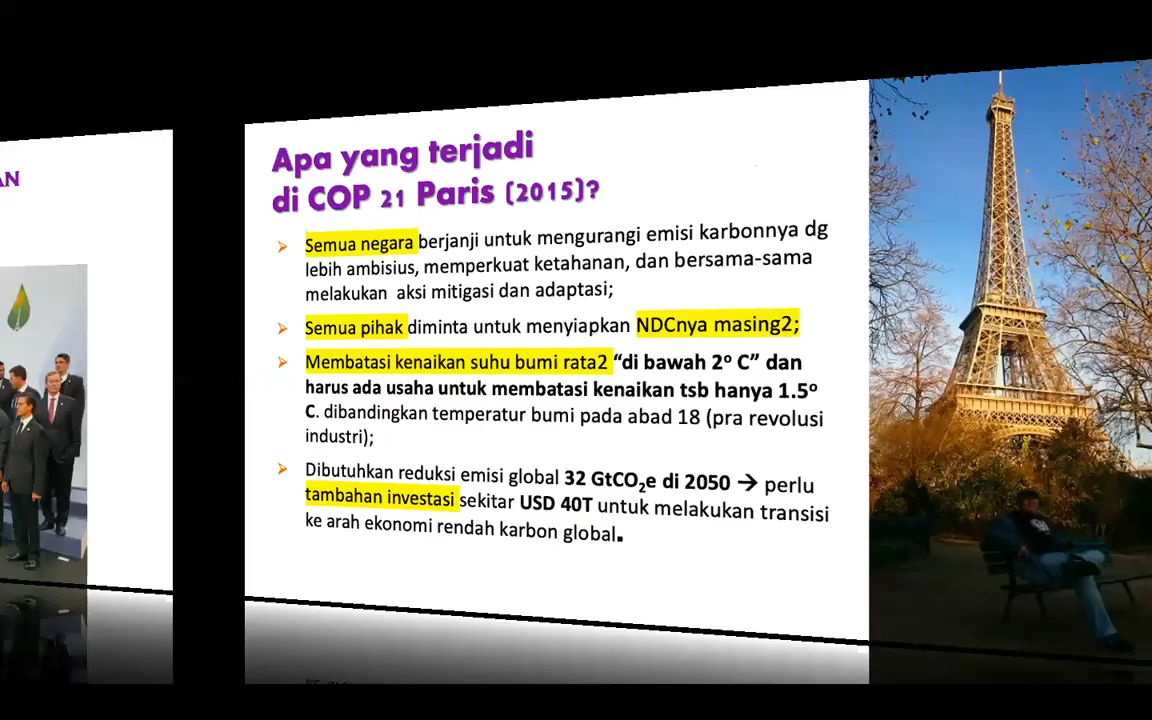 AN
Apa yang terjadi
di COP 21 Paris (2015)?
Semua negara berjanji untuk mengurangi emisi karbonnya dg
lebih ambisius, memperkuat ketahanan, dan bersama-sama
melakukan aksi mitigasi dan adaptasi;
Semua pihak diminta untuk menyiapkan NDCnya masing2;
Membatasi kenaikan suhu bumi rata2 “di bawah 2° C” dan
harus ada usaha untuk membatasi kenaikan tsb hanya 1.5°
C. dibandingkan temperatur bumi pada abad 18 (pra revolusi
industri);
Dibutuhkan reduksi emisi global 32 GtCO₂e di 2050 → perlu
tambahan investasi sekitar USD 40T untuk melakukan transisi
ke arah ekonomi rendah karbon global.